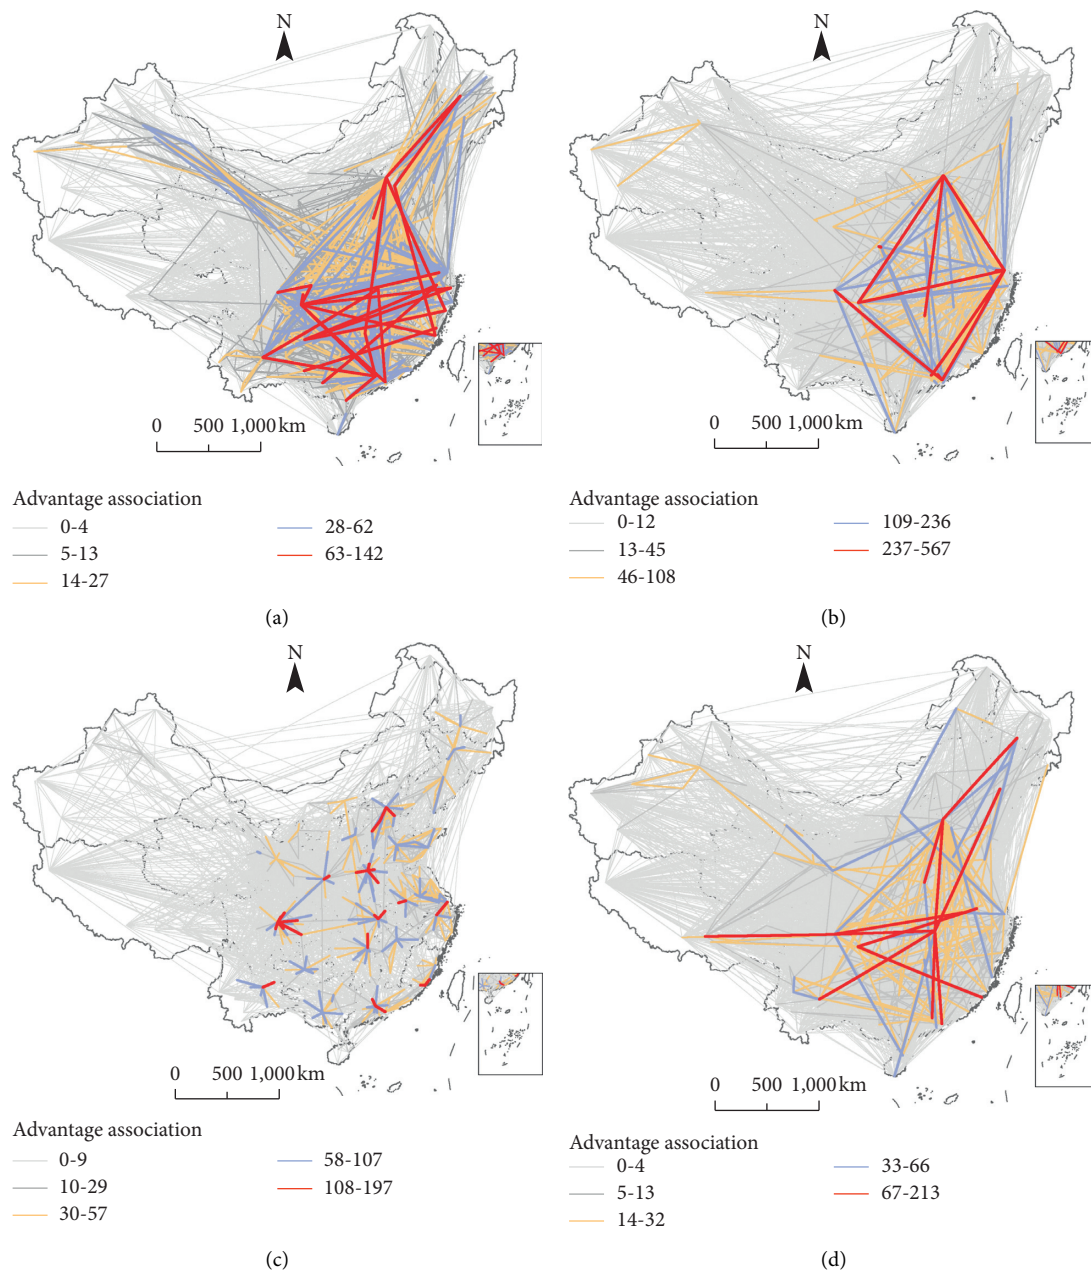 N
0 500 1,000 km
Advantage association
0-4
5-13
14-27
28-62
63-142
(a)
N
0 500 1,000 km
Advantage association
0-12
13-45
46-108
109-236
237-567
(b)
N
0 500 1,000 km
Advantage association
0-9
10-29
30-57
58-107
108-197
(c)
N
0 500 1,000 km
Advantage association
0-4
5-13
14-32
33-66
67-213
(d)